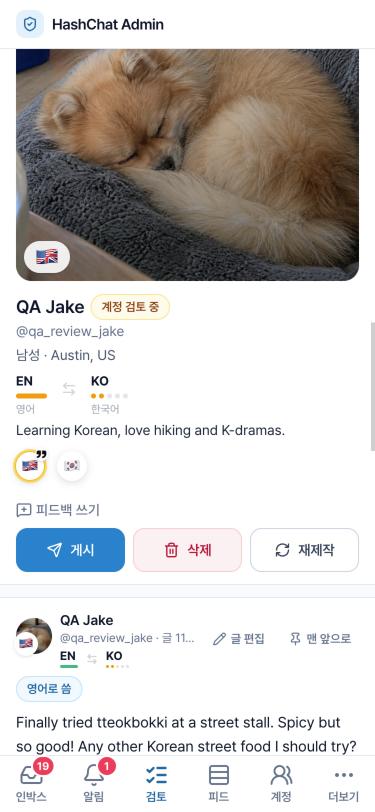 HashChat Admin
QA Jake 계정 검토 중
@qa_review_jake
남성 · Austin, US
EN KO
영어 한국어
Learning Korean, love hiking and K-dramas.
피드백 쓰기
게시 삭제 재제작
QA Jake
@qa_review_jake · 글 11... 글 편집 맨 앞으로
EN KO
영어로 씀
Finally tried tteokbokki at a street stall. Spicy but
so good! Any other Korean street food I should try?
19 1
인박스 알림 검토 피드 계정 더보기